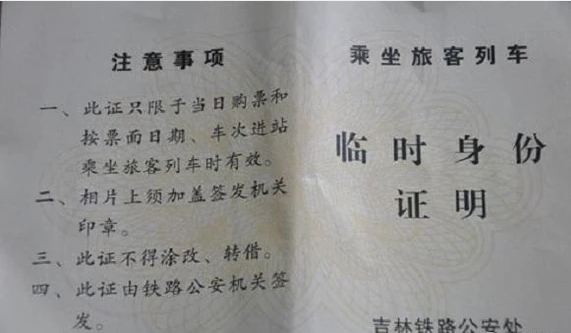 注意事项
一、此证只限于当日购票和
按票面日期、车次进站
乘坐旅客列车时有效。
二、相片上须加盖签发机关
印章。
三、此证不得涂改、转借。
四、此证由铁路公安机关签
发。
乘坐旅客列车
临时身份
证明
吉林铁路公安处